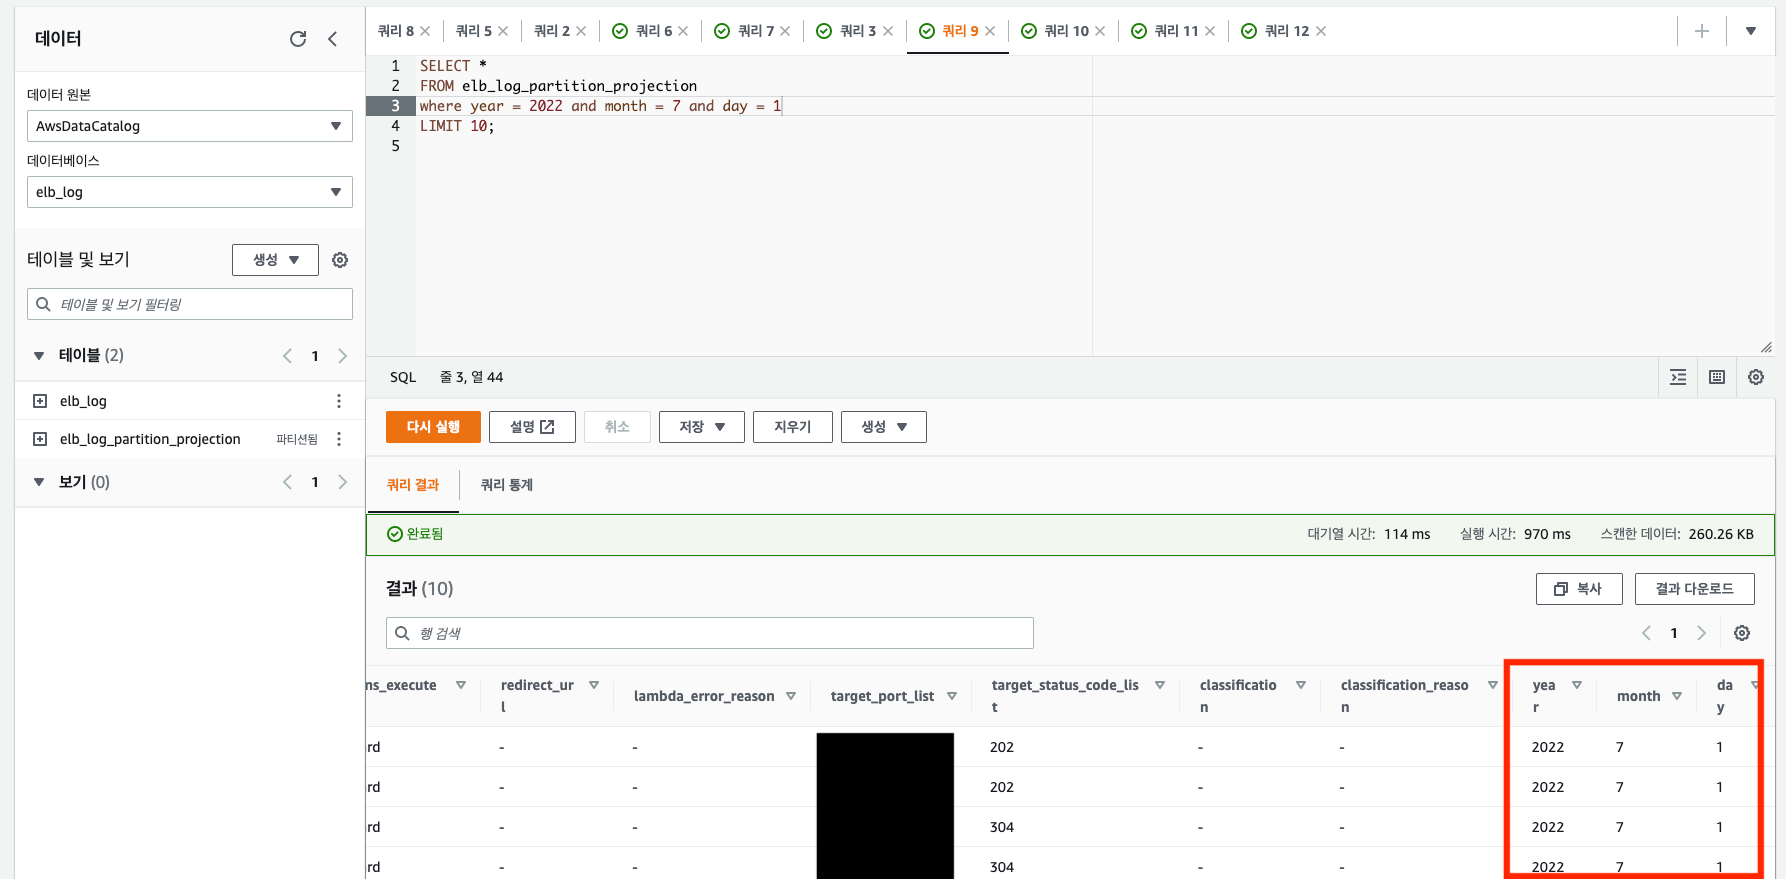 데이터
데이터 원본
AwsDataCatalog
데이터베이스
elb_log
테이블 및 보기
생성
테이블 및 보기 필터링
테이블 (2)
1
elb_log
elb_log_partition_projection 파티션됨
보기 (0)
1
쿼리 8 쿼리 5 쿼리 2 쿼리 6 쿼리 7 쿼리 3 쿼리 9 쿼리 10 쿼리 11 쿼리 12
1 SELECT *
2 FROM elb_log_partition_projection
3 where year = 2022 and month = 7 and day = 1
4 LIMIT 10;
5
SQL 줄 3, 열 44
다시 실행 설명 취소 저장 지우기 생성
쿼리 결과 쿼리 통계
완료됨 대기열 시간: 114 ms 실행 시간: 970 ms 스캔한 데이터: 260.26 KB
결과 (10) 복사 결과 다운로드
행 검색 1
ns_execute redirect_url lambda_error_reason target_port_list target_status_code_list classification classification_reason year month day
rd - - 202 - - 2022 7 1
rd - - 202 - - 2022 7 1
rd - - 304 - - 2022 7 1
rd - - 304 - - 2022 7 1